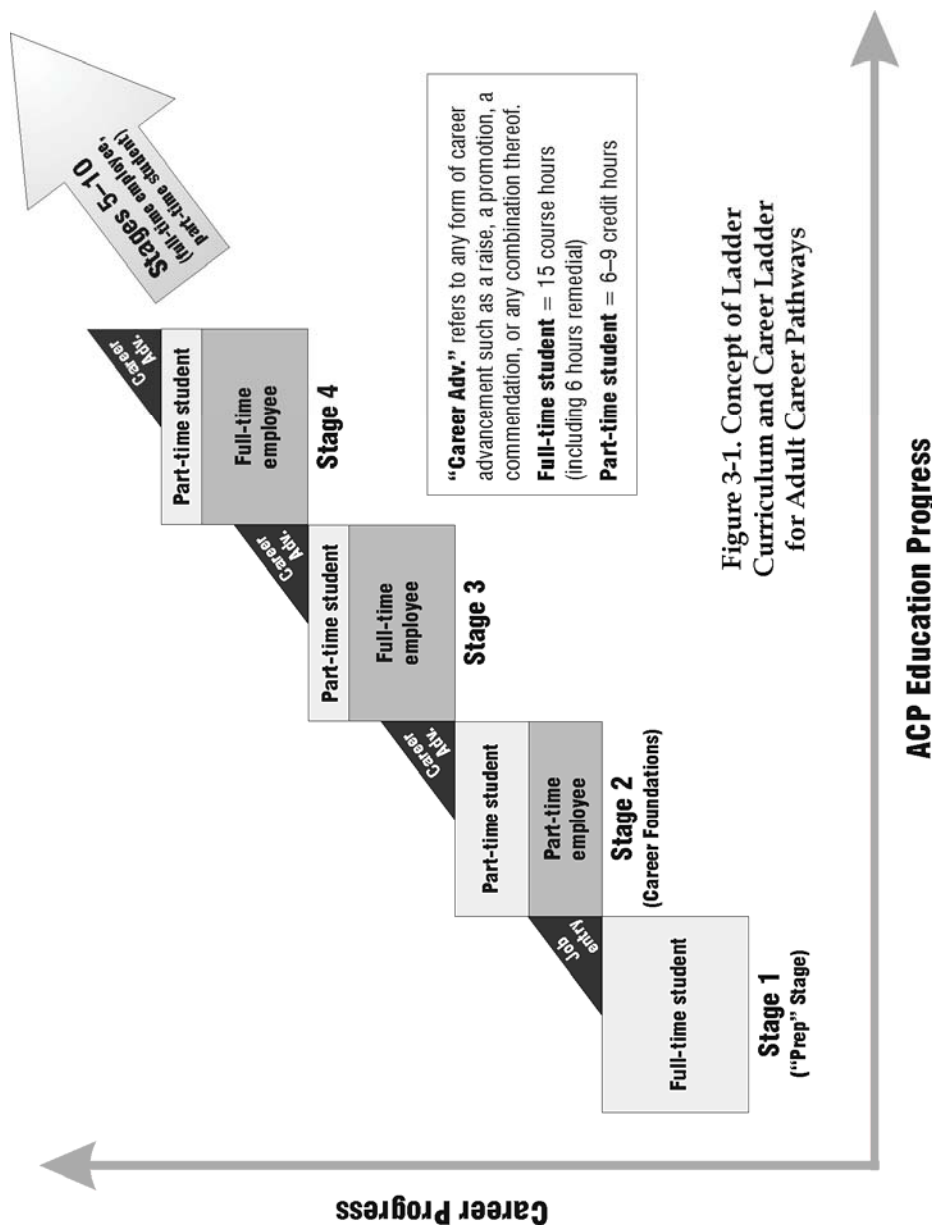 Career Progress
Stages 5–10
(full-time employee,
part-time student)
Career
Adv.
Part-time student
Full-time
employee
Stage 4
Career
Adv.
Part-time student
Full-time
employee
Stage 3
Career
Adv.
Part-time student
Part-time
employee
Stage 2
(Career Foundations)
Job
entry
Full-time student
Stage 1
("Prep" Stage)
"Career Adv." refers to any form of career
advancement such as a raise, a promotion, a
commendation, or any combination thereof.
Full-time student = 15 course hours
(including 6 hours remedial)
Part-time student = 6–9 credit hours
Figure 3-1. Concept of Ladder
Curriculum and Career Ladder
for Adult Career Pathways
ACP Education Progress